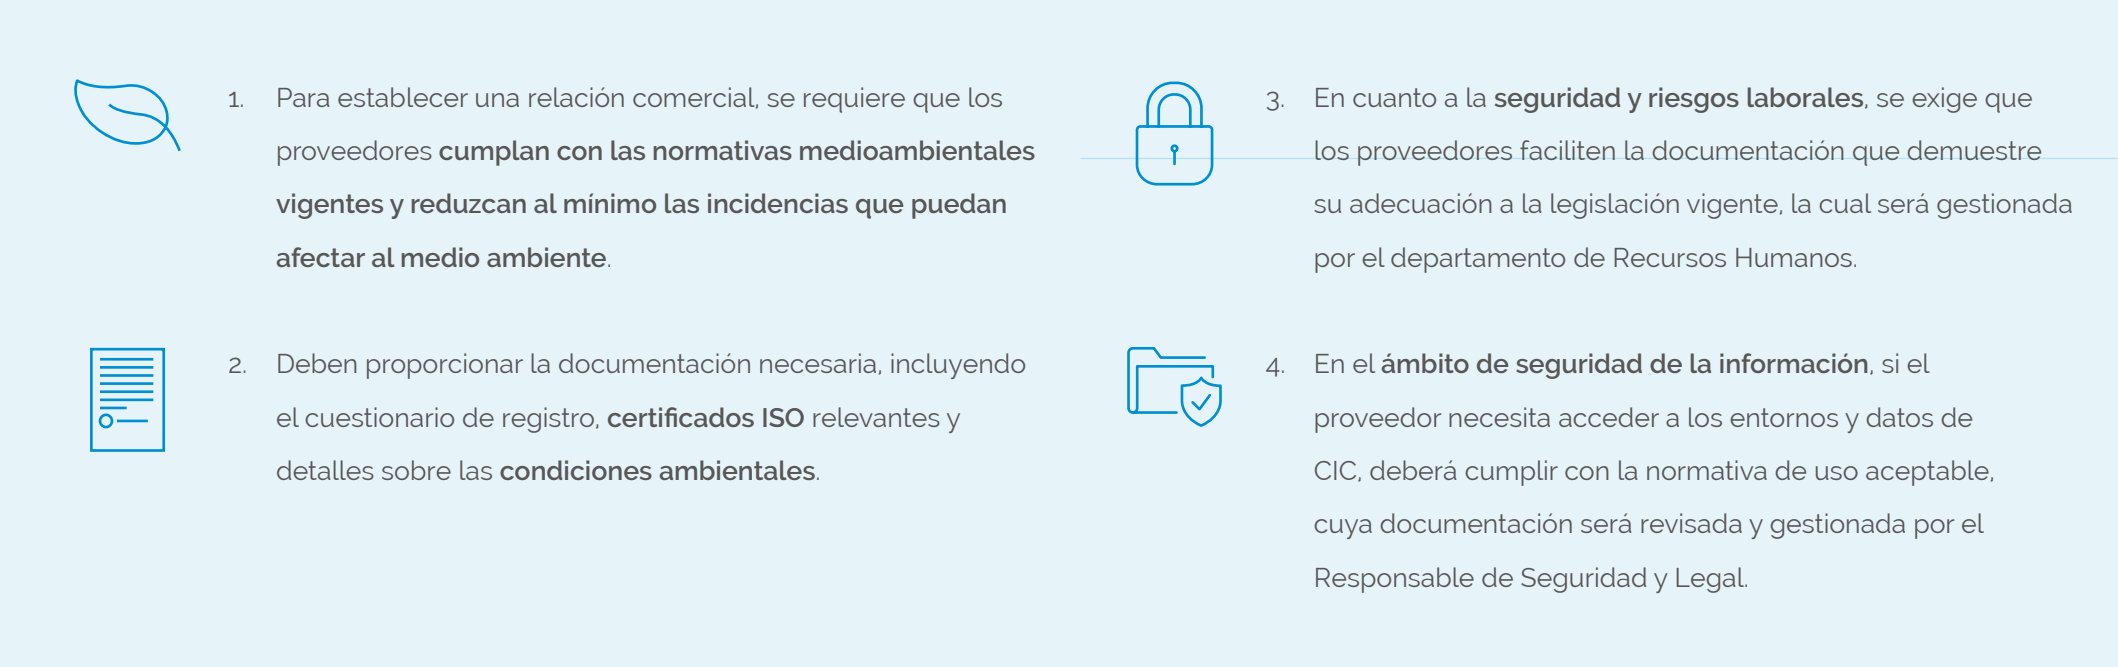 1. Para establecer una relación comercial, se requiere que los
proveedores cumplan con las normativas medioambientales
vigentes y reduzcan al mínimo las incidencias que puedan
afectar al medio ambiente.
2. Deben proporcionar la documentación necesaria, incluyendo
el cuestionario de registro, certificados ISO relevantes y
detalles sobre las condiciones ambientales.
3. En cuanto a la seguridad y riesgos laborales, se exige que
los proveedores faciliten la documentación que demuestre
su adecuación a la legislación vigente, la cual será gestionada
por el departamento de Recursos Humanos.
4. En el ámbito de seguridad de la información, si el
proveedor necesita acceder a los entornos y datos de
CIC, deberá cumplir con la normativa de uso aceptable,
cuya documentación será revisada y gestionada por el
Responsable de Seguridad y Legal.